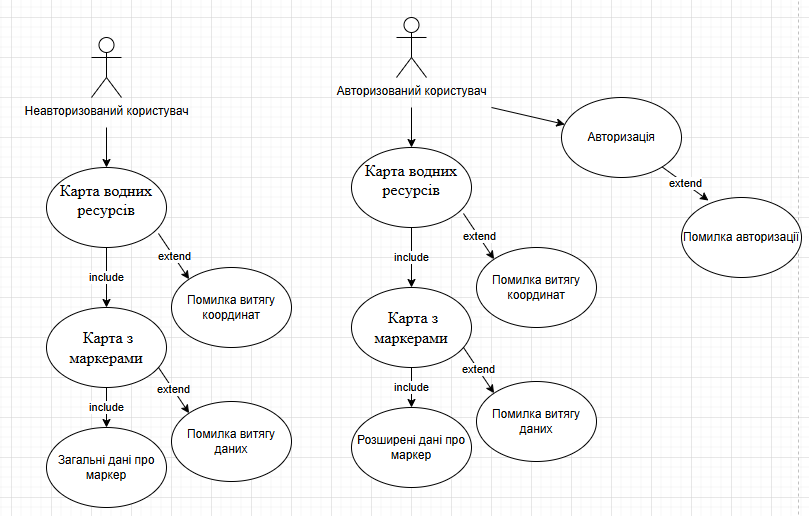 Неавторизований користувач
Карта водних
ресурсів
extend
include
Помилка витягу
координат
Карта з
маркерами
extend
include
Помилка витягу
даних
Загальні дані про
маркер
Авторизований користувач
Авторизація
extend
Помилка авторизації
Карта водних
ресурсів
extend
include
Помилка витягу
координат
Карта з
маркерами
extend
include
Помилка витягу
даних
Розширені дані про
маркер